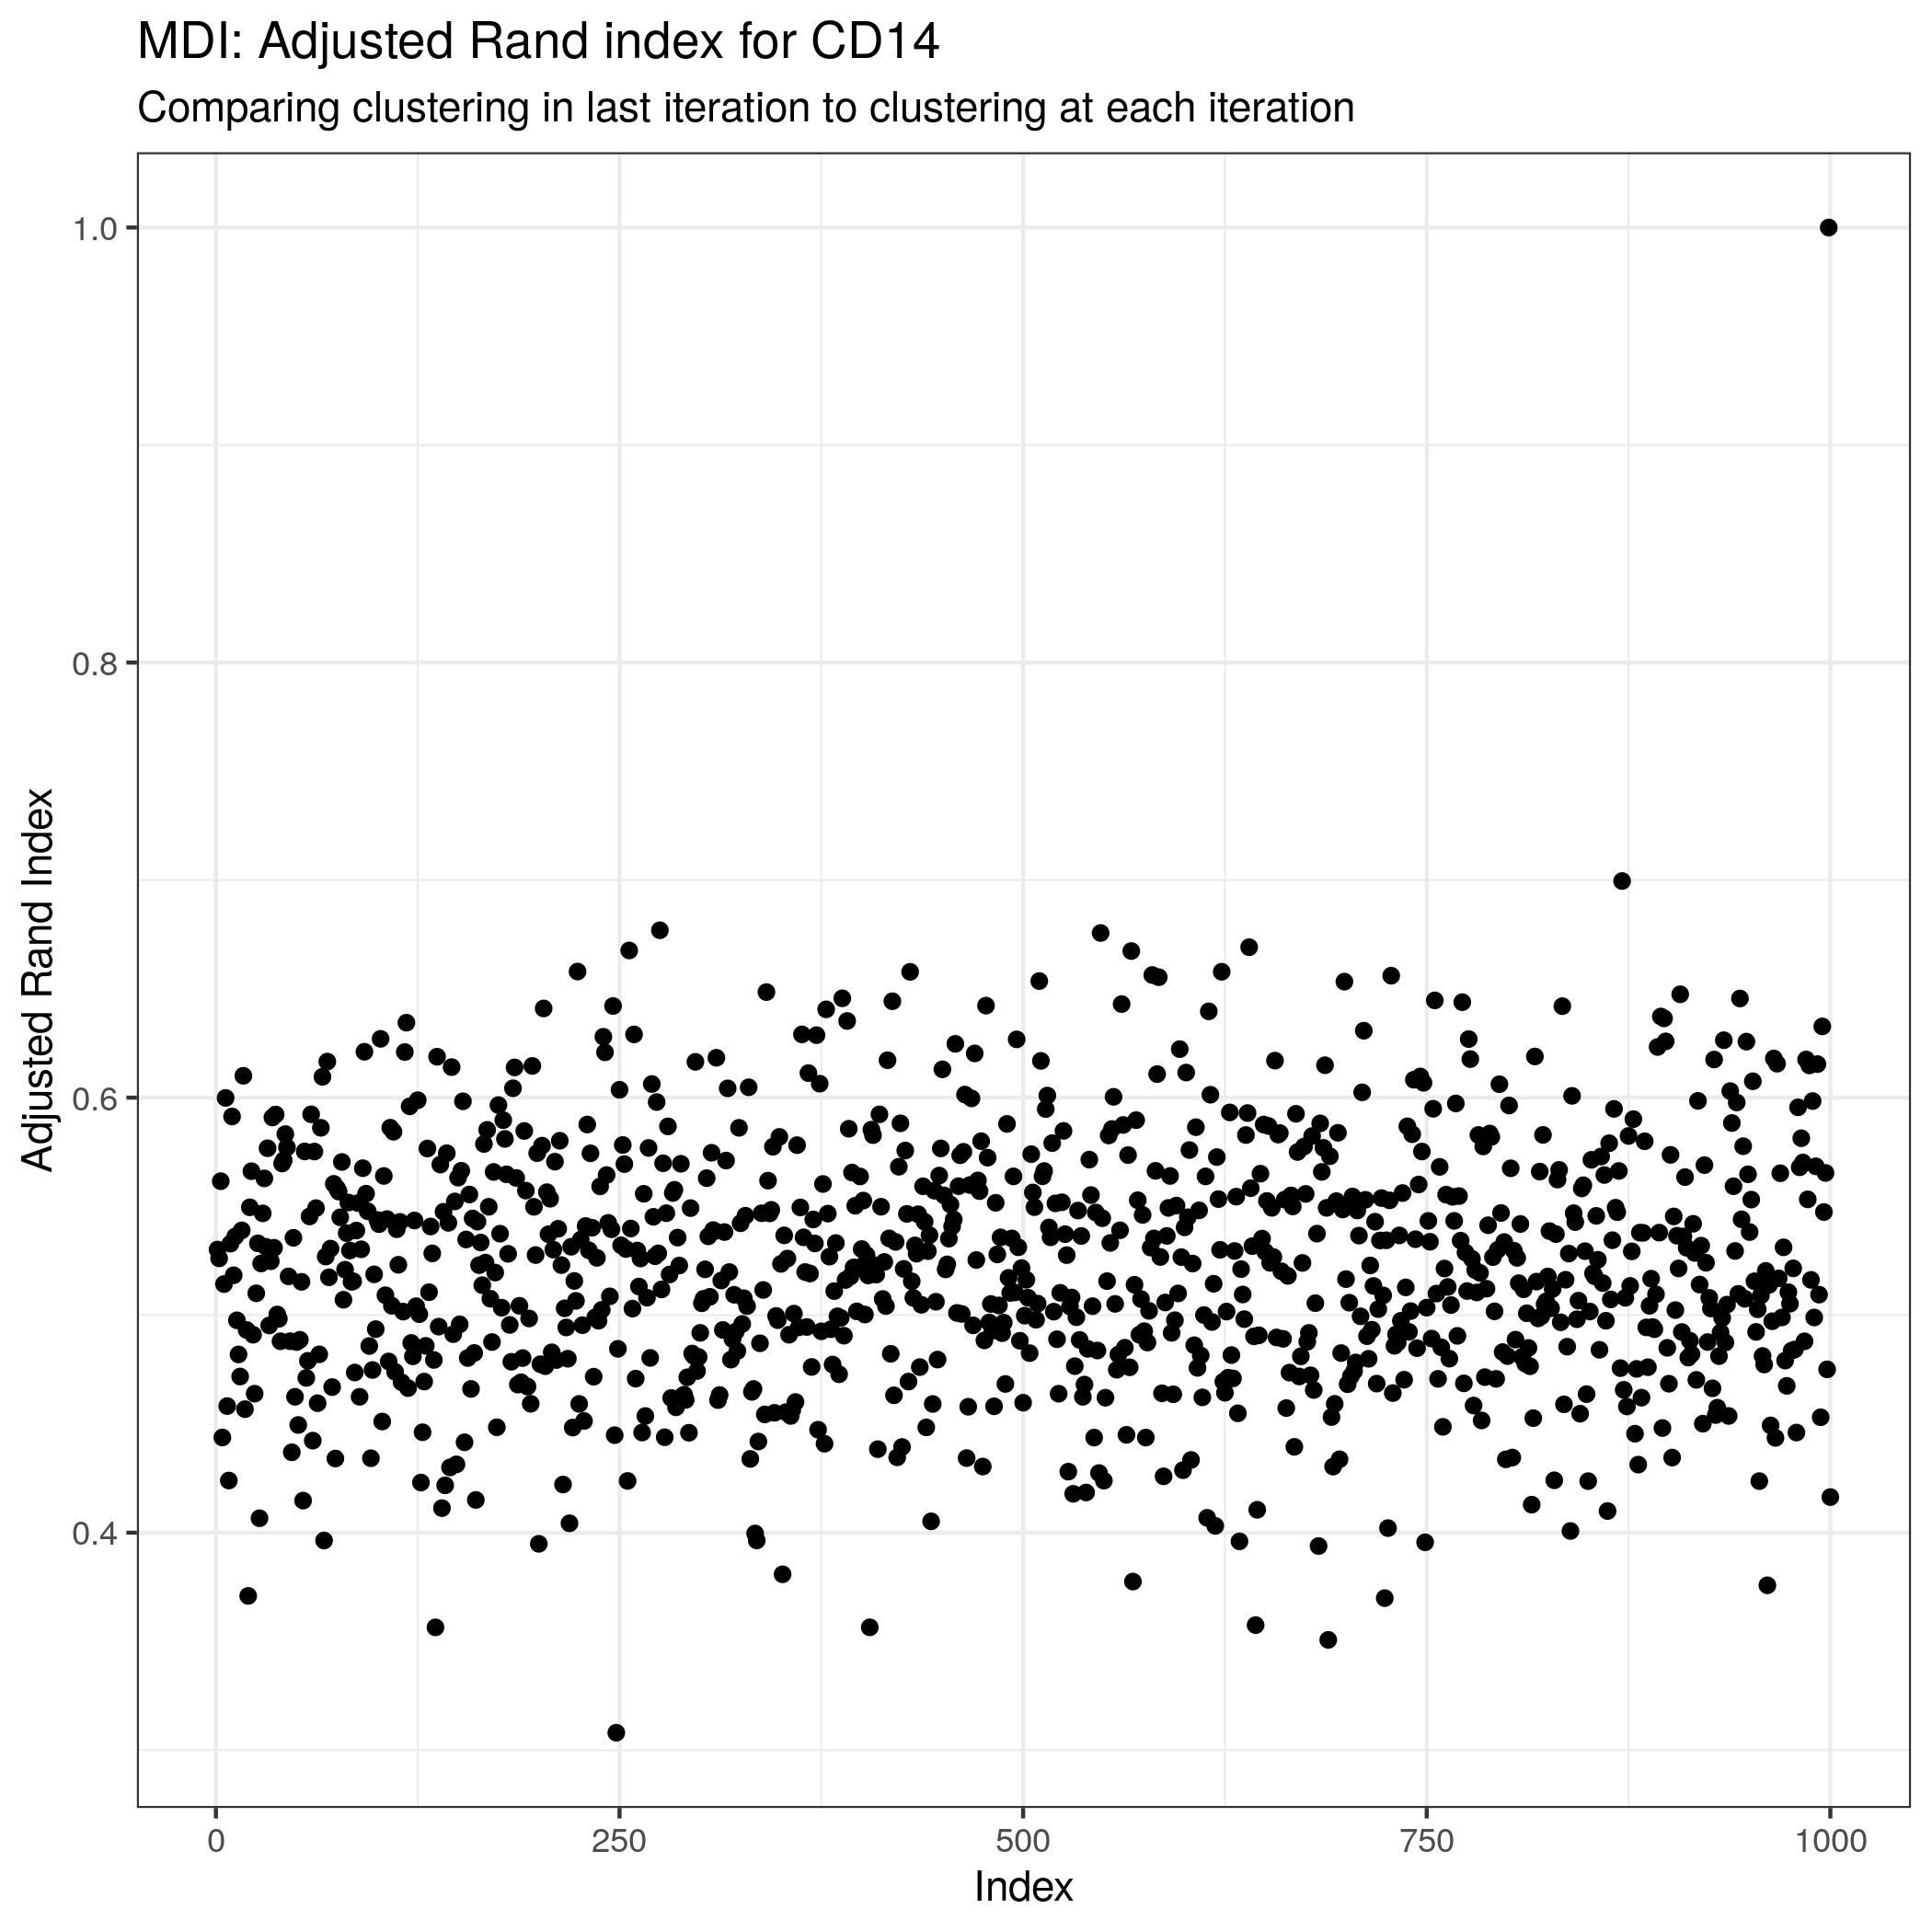 MDI: Adjusted Rand index for CD14
Comparing clustering in last iteration to clustering at each iteration
Adjusted Rand Index
1.0
0.8
0.6
0.4
0 250 500 750 1000
Index